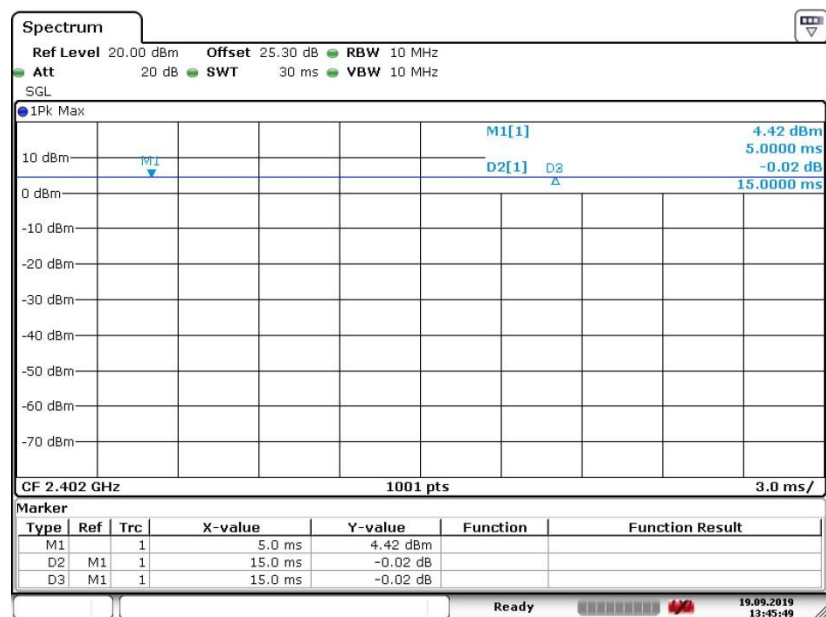 Spectrum
Ref Level 20.00 dBm Offset 25.30 dB RBW 10 MHz
Att 20 dB SWT 30 ms VBW 10 MHz
SGL
1Pk Max
M1[1] 4.42 dBm
5.0000 ms
10 dBm
M1
D2[1] D3 -0.02 dB
15.0000 ms
0 dBm
-10 dBm
-20 dBm
-30 dBm
-40 dBm
-50 dBm
-60 dBm
-70 dBm
CF 2.402 GHz 1001 pts 3.0 ms/
Marker
Type Ref Trc X-value Y-value Function Function Result
M1 1 5.0 ms 4.42 dBm
D2 M1 1 15.0 ms -0.02 dB
D3 M1 1 15.0 ms -0.02 dB
Ready 19.09.2019
13:45:49